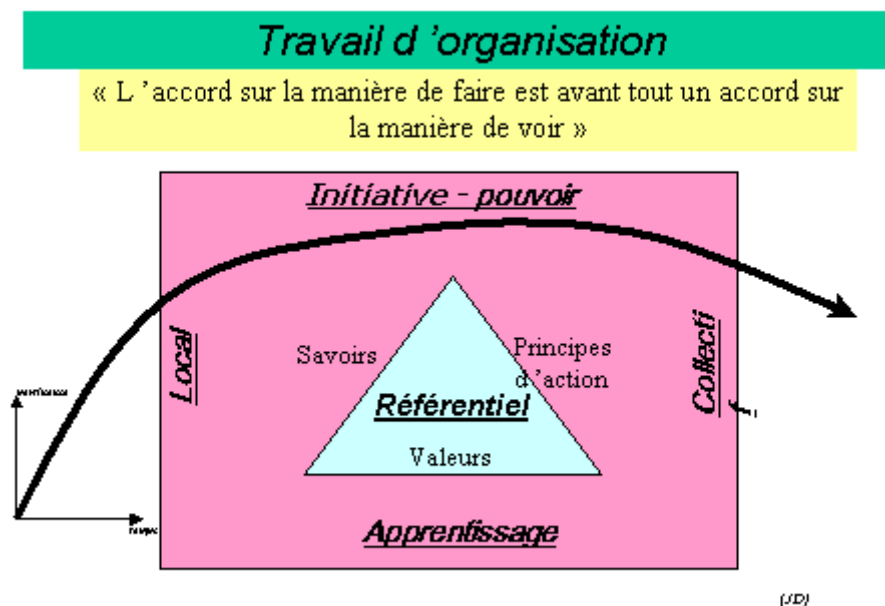 Travail d 'organisation
« L 'accord sur la manière de faire est avant tout un accord sur
la manière de voir »
Initiative - pouvoir
Local
Savoirs
Principes
d 'action
Collecti
f
Référentiel
Valeurs
Apprentissage
(JD)